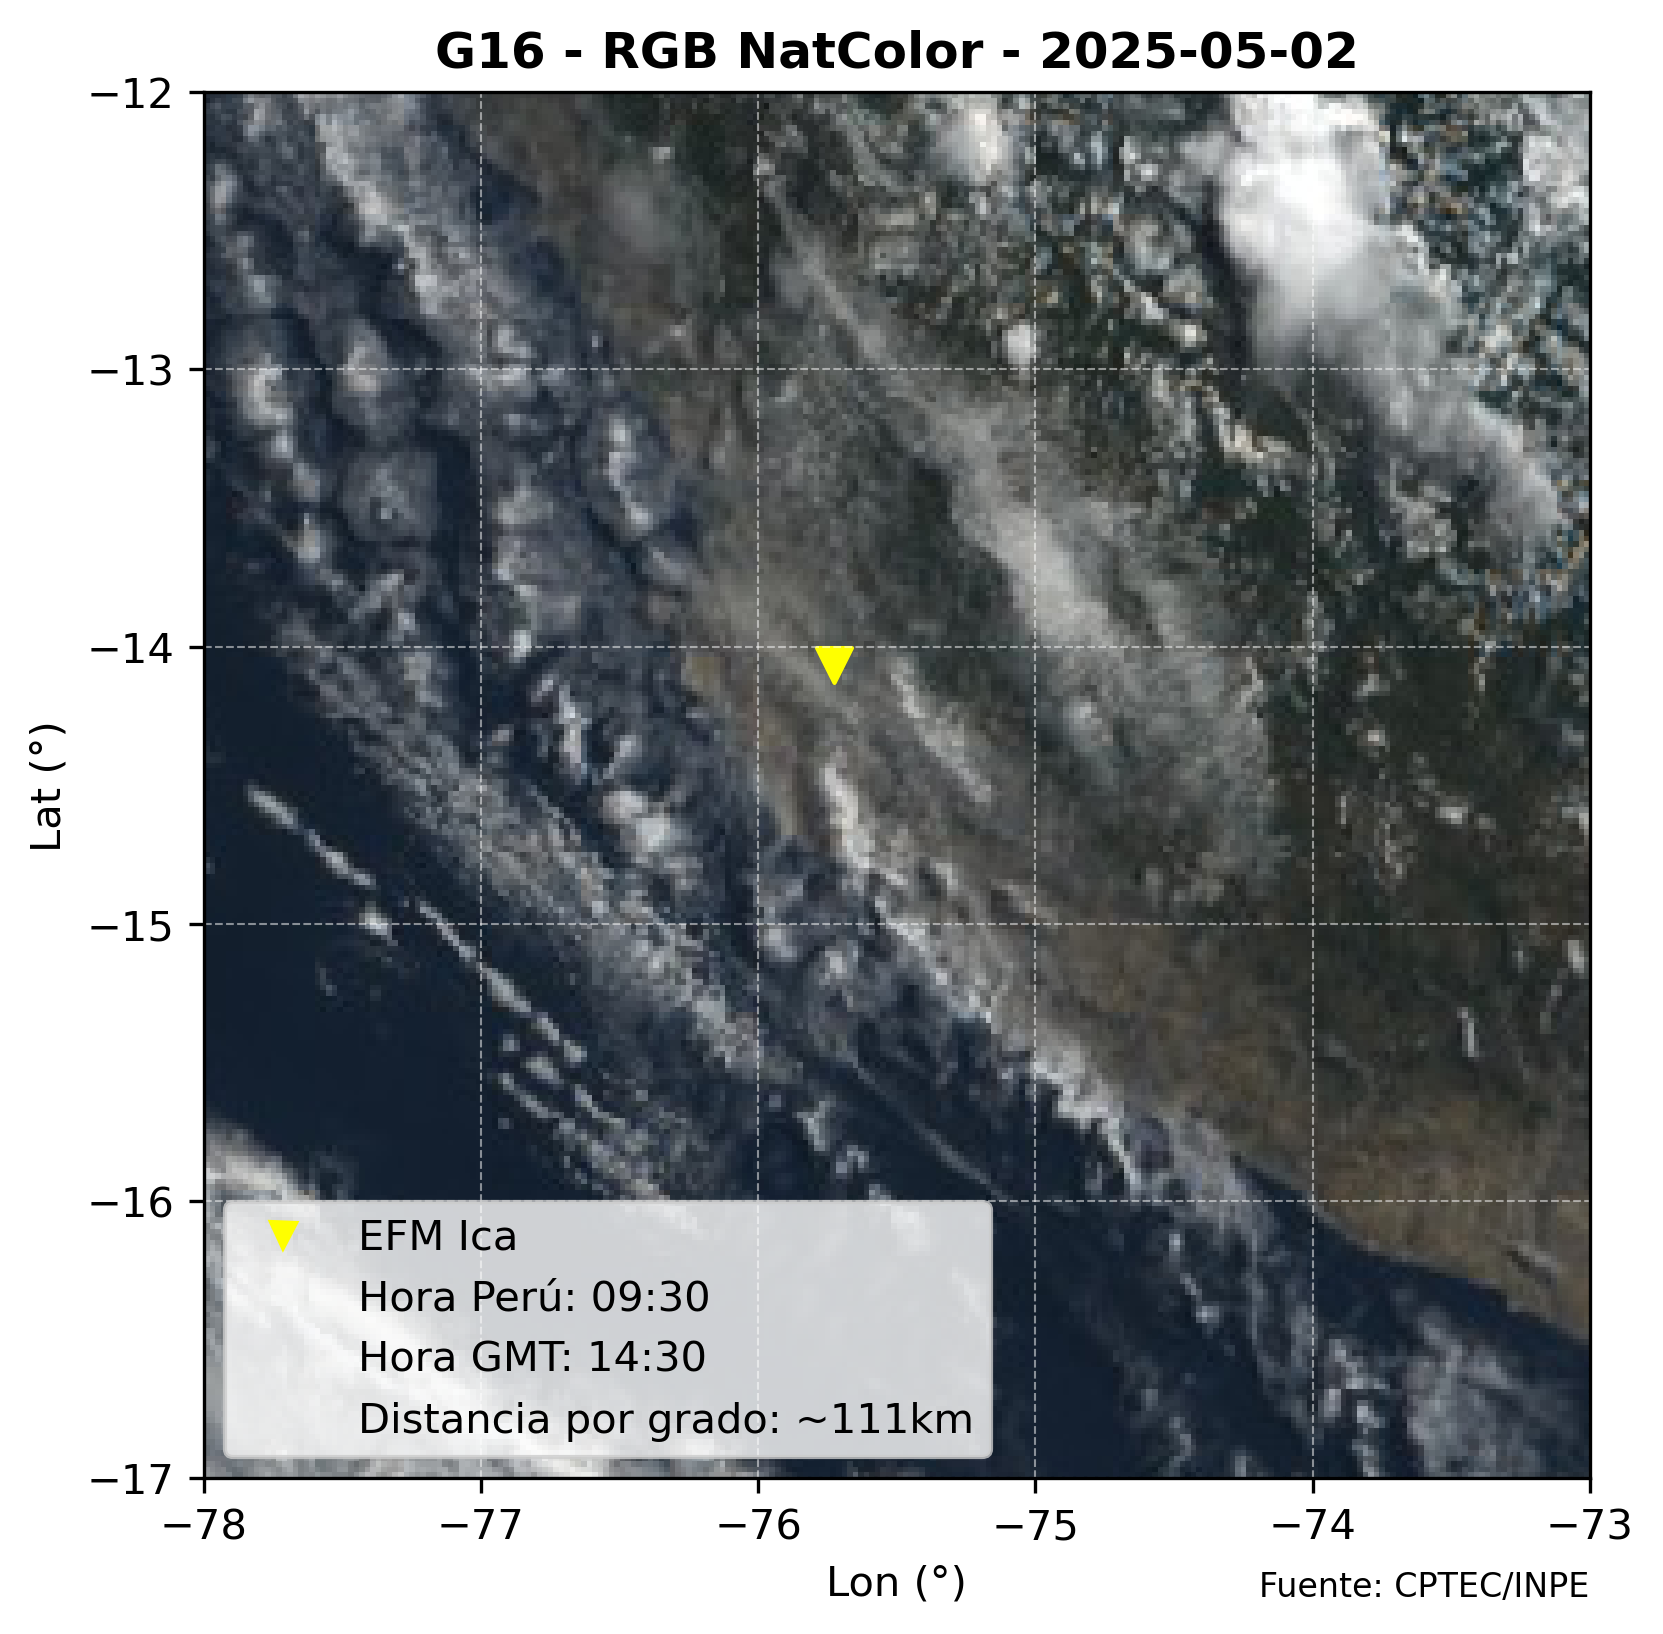 G16 - RGB NatColor - 2025-05-02
−12
−13
−14
−15
−16
−17
Lat (°)
EFM Ica
Hora Perú: 09:30
Hora GMT: 14:30
Distancia por grado: ~111km
−78 −77 −76 −75 −74 −73
Lon (°)
Fuente: CPTEC/INPE